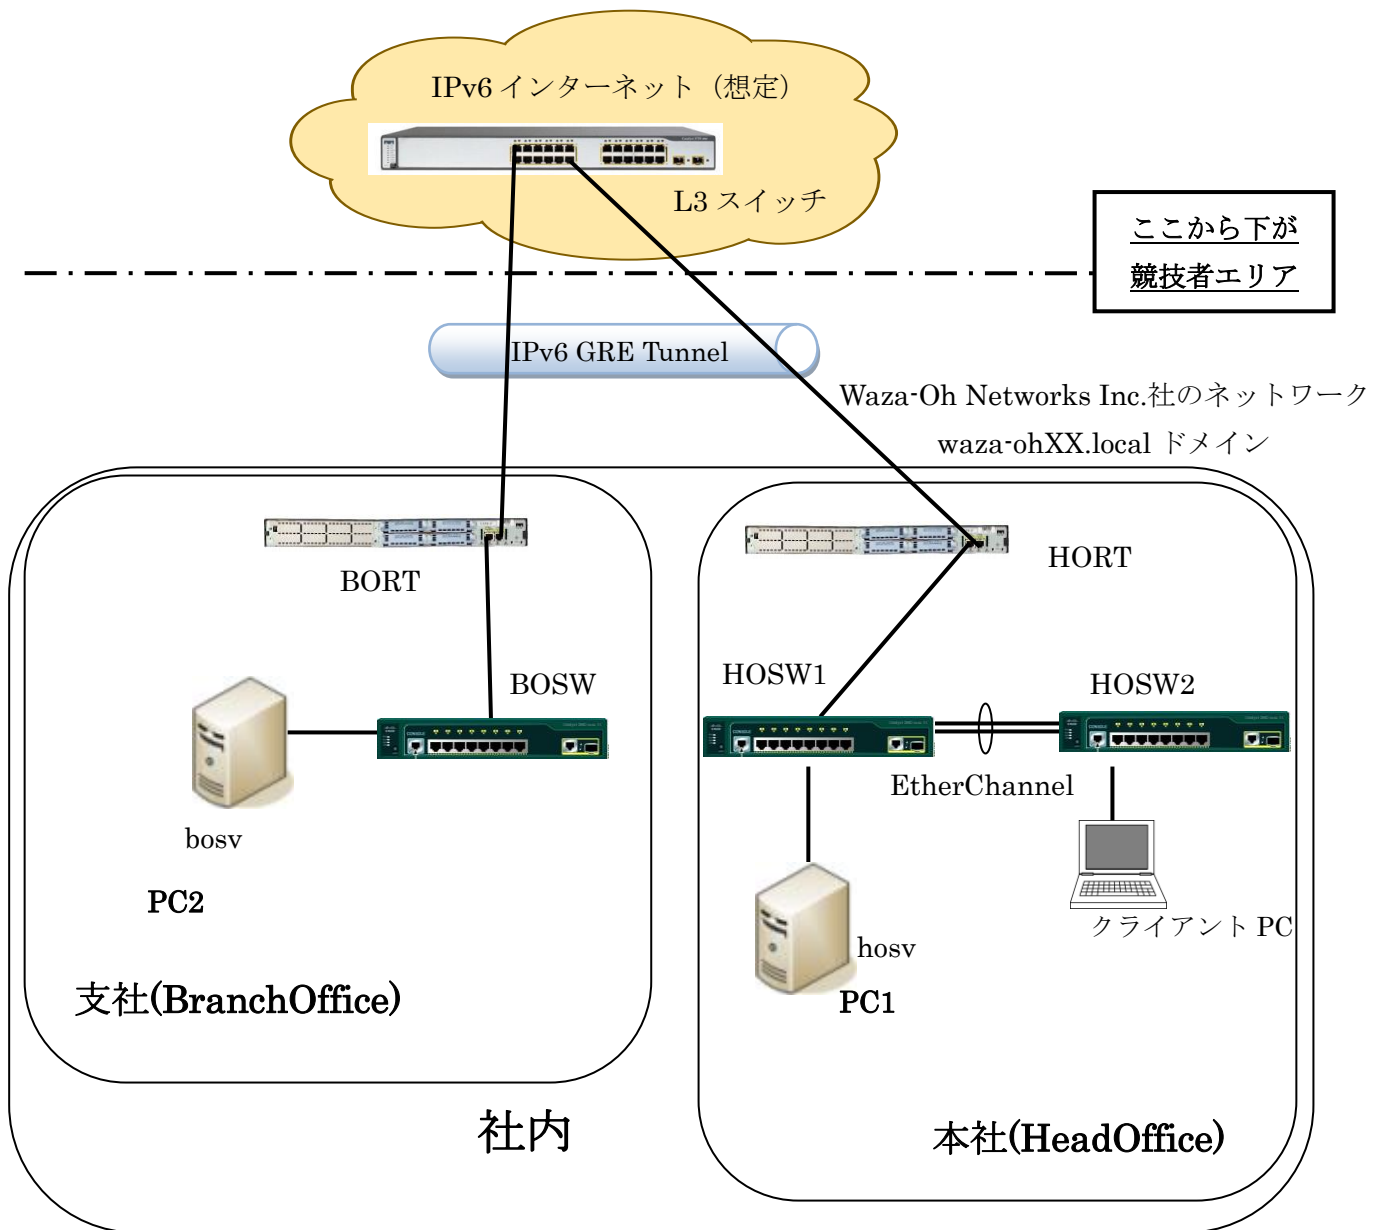 IPv6 インターネット（想定）
L3 スイッチ
ここから下が
競技者エリア
IPv6 GRE Tunnel
Waza-Oh Networks Inc.社のネットワーク
waza-ohXX.local ドメイン
BORT
HORT
BOSW
HOSW1
HOSW2
EtherChannel
bosv
PC2
クライアント PC
hosv
PC1
支社(BranchOffice)
社内
本社(HeadOffice)